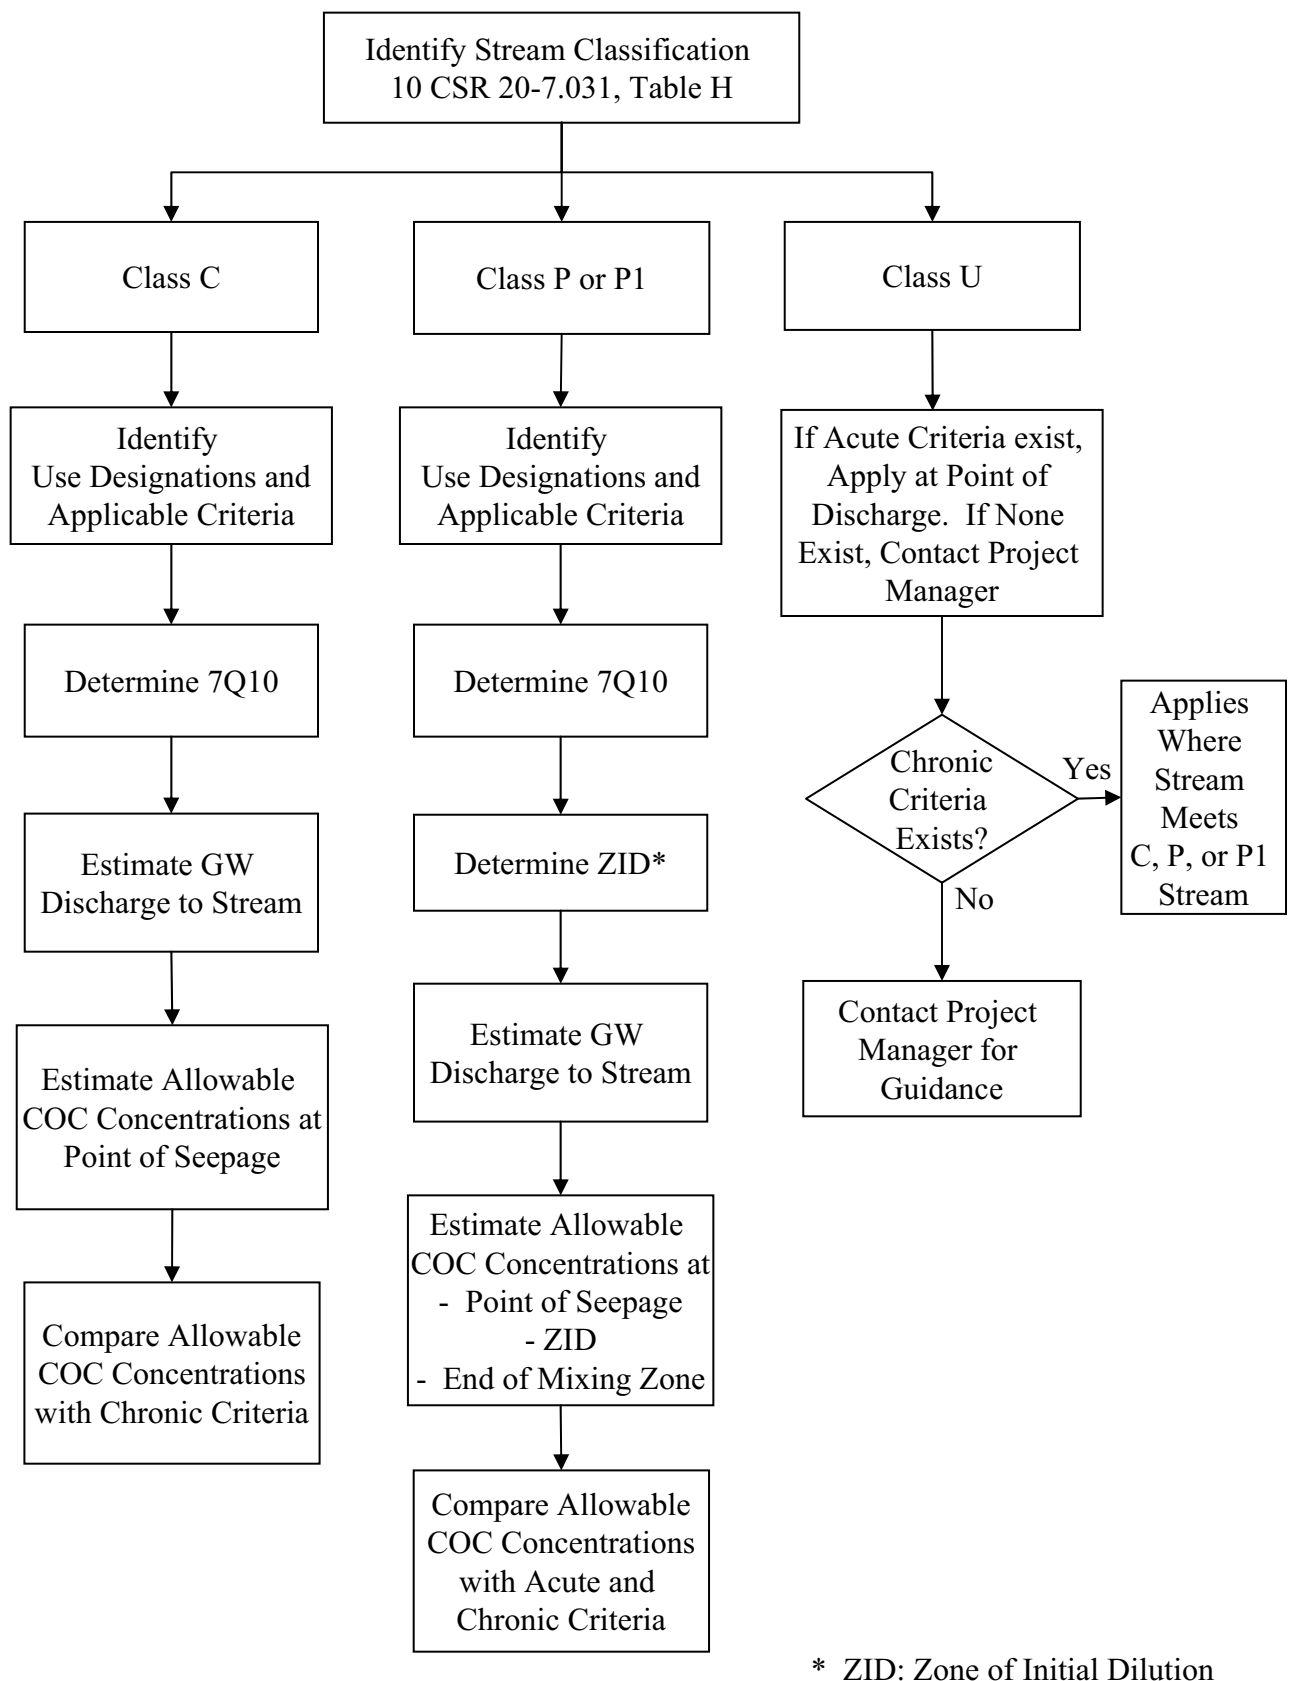 Identify Stream Classification
10 CSR 20-7.031, Table H
Class C
Identify
Use Designations and
Applicable Criteria
Determine 7Q10
Estimate GW
Discharge to Stream
Estimate Allowable
COC Concentrations at
Point of Seepage
Compare Allowable
COC Concentrations
with Chronic Criteria
Class P or P1
Identify
Use Designations and
Applicable Criteria
Determine 7Q10
Determine ZID*
Estimate GW
Discharge to Stream
Estimate Allowable
COC Concentrations at
- Point of Seepage
- ZID
- End of Mixing Zone
Compare Allowable
COC Concentrations
with Acute and
Chronic Criteria
Class U
If Acute Criteria exist,
Apply at Point of
Discharge. If None
Exist, Contact Project
Manager
Chronic
Criteria
Exists?
Yes
Applies
Where
Stream
Meets
C, P, or P1
Stream
No
Contact Project
Manager for
Guidance
* ZID: Zone of Initial Dilution